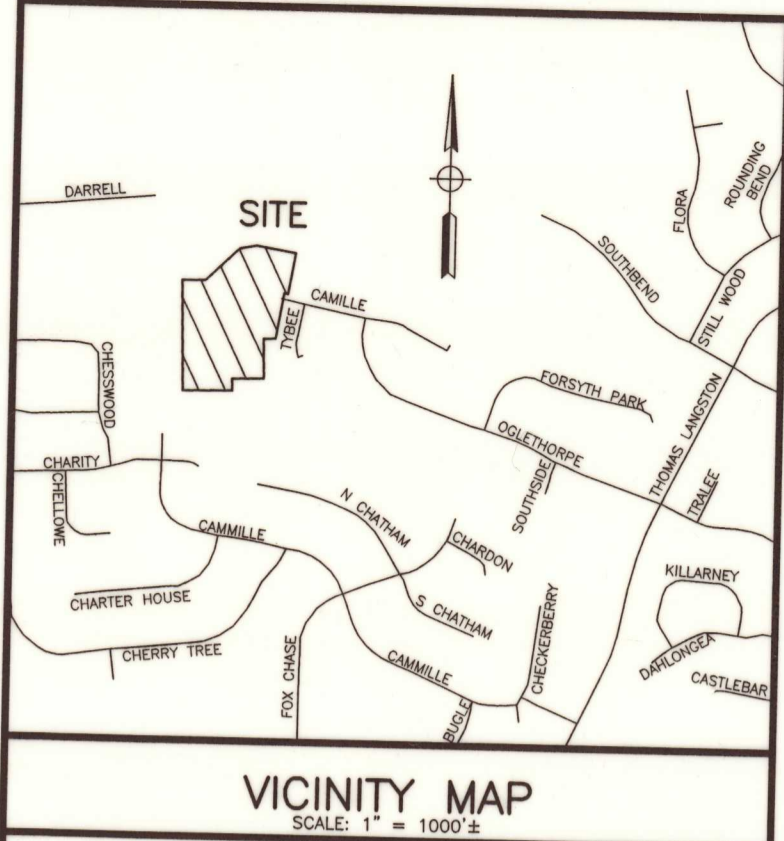 DARRELL
SITE
FLORA
ROUNDING
BEND
SOUTHBEND
STILL WOOD
CAMILLE
TYBEE
CHESSWOOD
FORSYTH PARK
THOMAS LANGSTON
OGLETHORPE
CHARITY
CHELLOWE
SOUTHSIDE
TRALEE
N CHATHAM
CAMMILLE
CHARDON
KILLARNEY
CHARTER HOUSE
S CHATHAM
CHECKERBERRY
CHERRY TREE
DAHLONGEA
CAMMILLE
CASTLEBAR
FOX CHASE
BUGLE
VICINITY MAP
SCALE: 1" = 1000'±